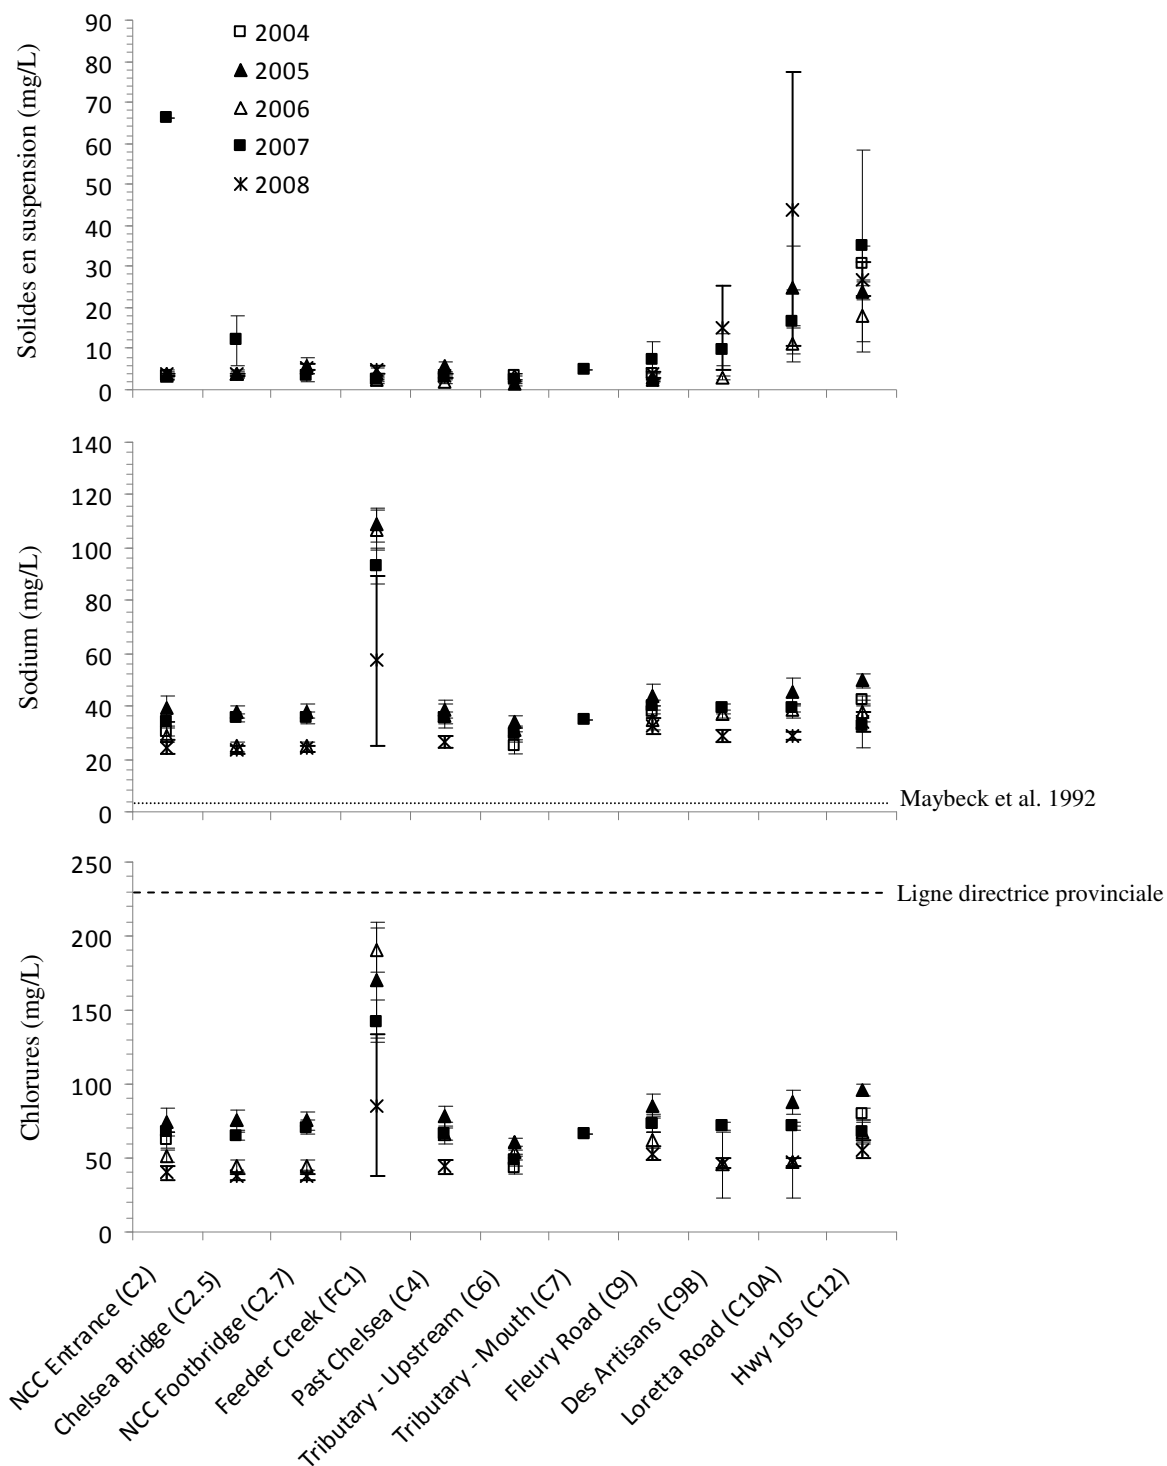 Solides en suspension (mg/L)
90
80
70
60
50
40
30
20
10
0
2004
2005
2006
2007
2008
Sodium (mg/L)
140
120
100
80
60
40
20
0
Maybeck et al. 1992
Chlorures (mg/L)
250
200
150
100
50
0
Ligne directrice provinciale
NCC Entrance (C2)
Chelsea Bridge (C2.5)
NCC Footbridge (C2.7)
Feeder Creek (FC1)
Past Chelsea (C4)
Tributary - Upstream (C6)
Tributary - Mouth (C7)
Fleury Road (C9)
Des Artisans (C9B)
Loretta Road (C10A)
Hwy 105 (C12)